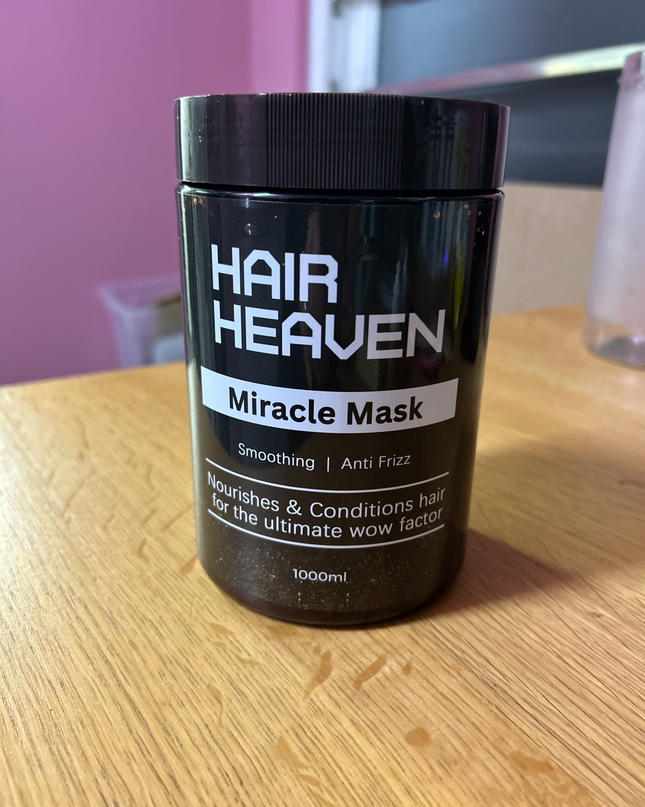 HAIR
HEAVEN
Miracle Mask
Smoothing | Anti Frizz
Nourishes & Conditions hair
for the ultimate wow factor
1000ml